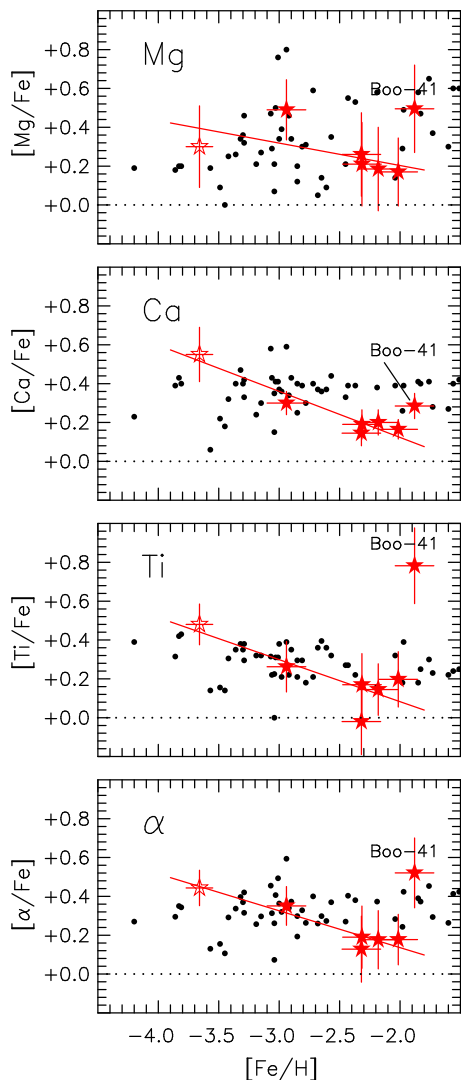 Mg
Boo-41
[Mg/Fe]
+0.8
+0.6
+0.4
+0.2
+0.0
Ca
Boo-41
[Ca/Fe]
+0.8
+0.6
+0.4
+0.2
+0.0
Ti
Boo-41
[Ti/Fe]
+0.8
+0.6
+0.4
+0.2
+0.0
α
Boo-41
[α/Fe]
+0.8
+0.6
+0.4
+0.2
+0.0
−4.0 −3.5 −3.0 −2.5 −2.0
[Fe/H]